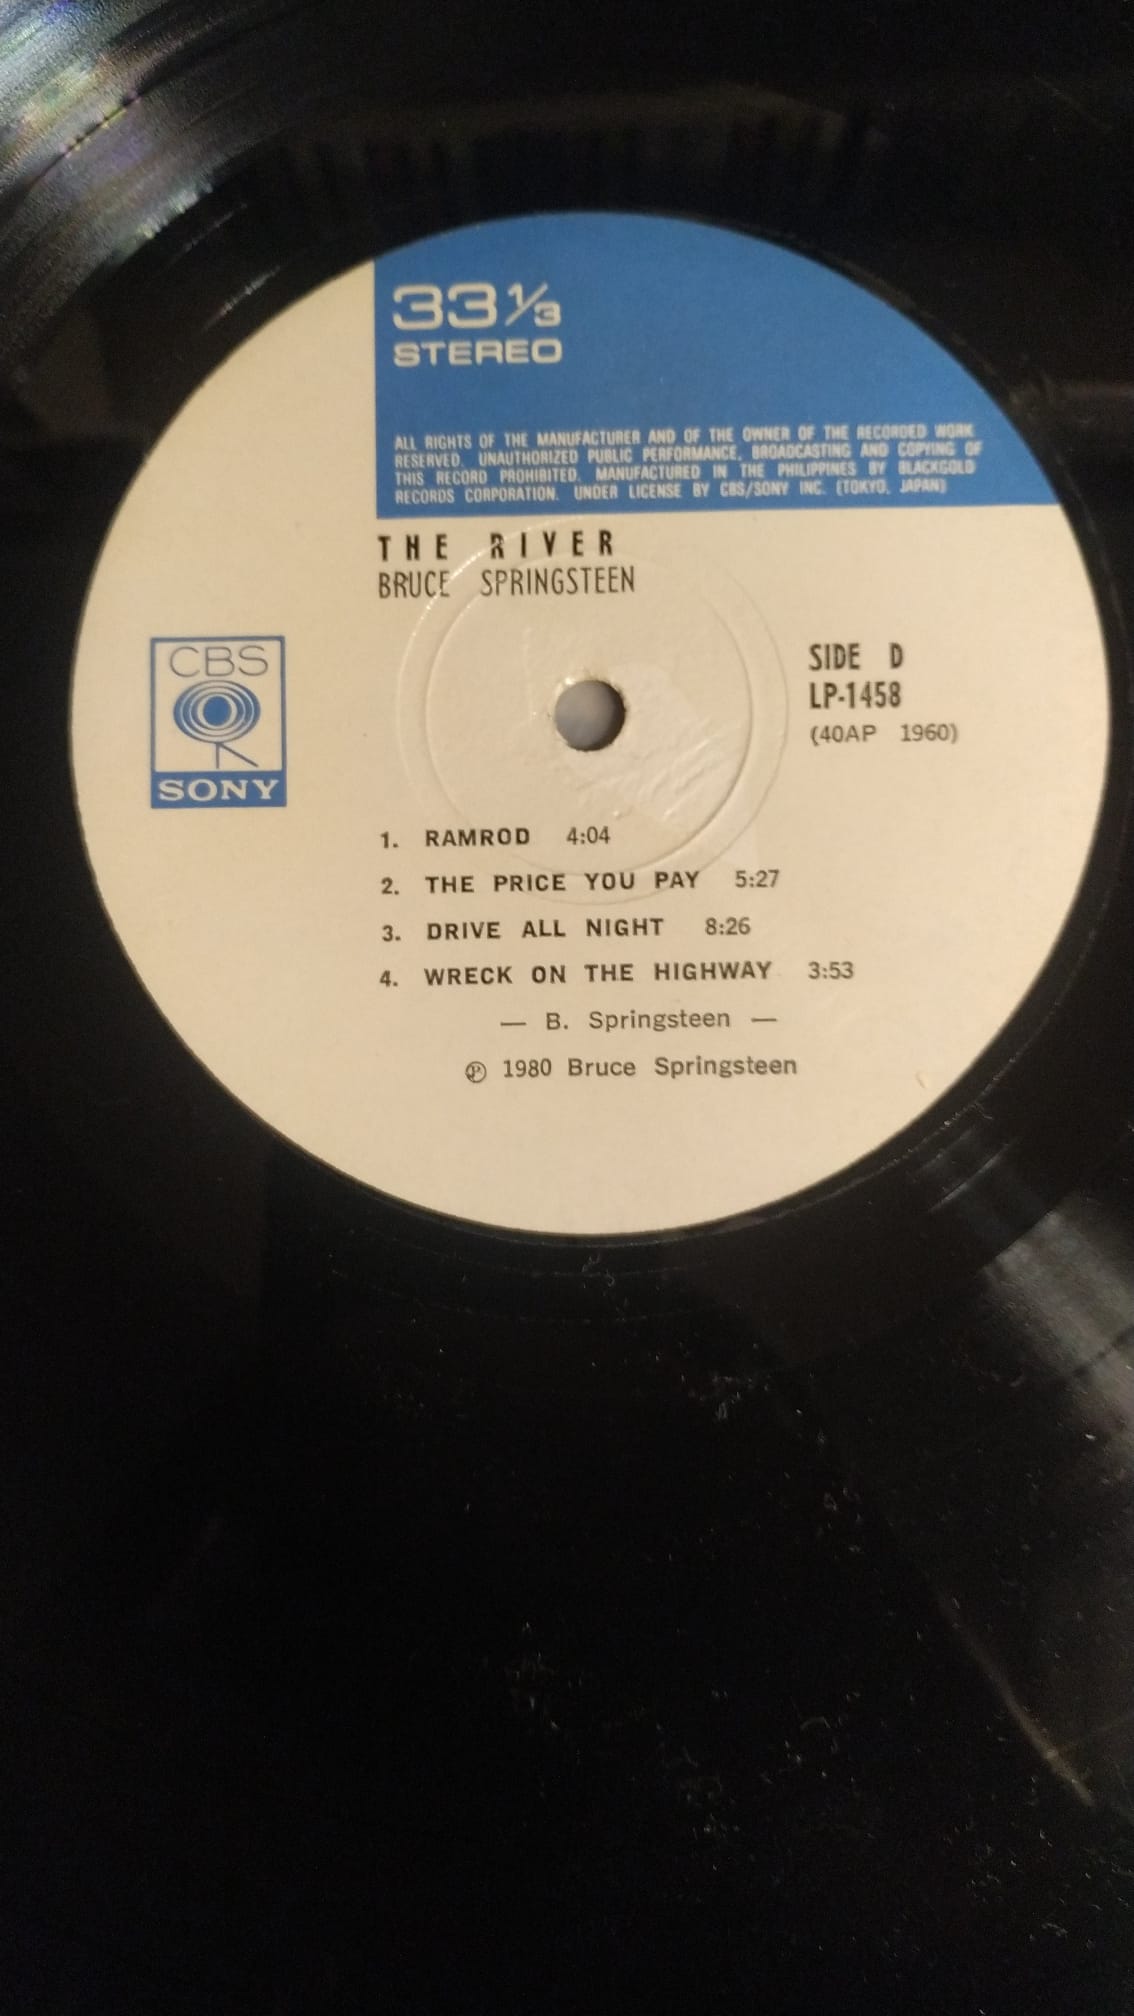 33 1/3
STEREO
ALL RIGHTS OF THE MANUFACTURER AND OF THE OWNER OF THE RECORDED WORK
RESERVED. UNAUTHORIZED PUBLIC PERFORMANCE, BROADCASTING AND COPYING OF
THIS RECORD PROHIBITED. MANUFACTURED IN THE PHILIPPINES BY BLACKGOLD
RECORDS CORPORATION. UNDER LICENSE BY CBS/SONY INC. (TOKYO, JAPAN)
THE RIVER
BRUCE SPRINGSTEEN
CBS
SONY
SIDE D
LP-1458
(40AP 1960)
1. RAMROD 4:04
2. THE PRICE YOU PAY 5:27
3. DRIVE ALL NIGHT 8:26
4. WRECK ON THE HIGHWAY 3:53
— B. Springsteen —
℗ 1980 Bruce Springsteen